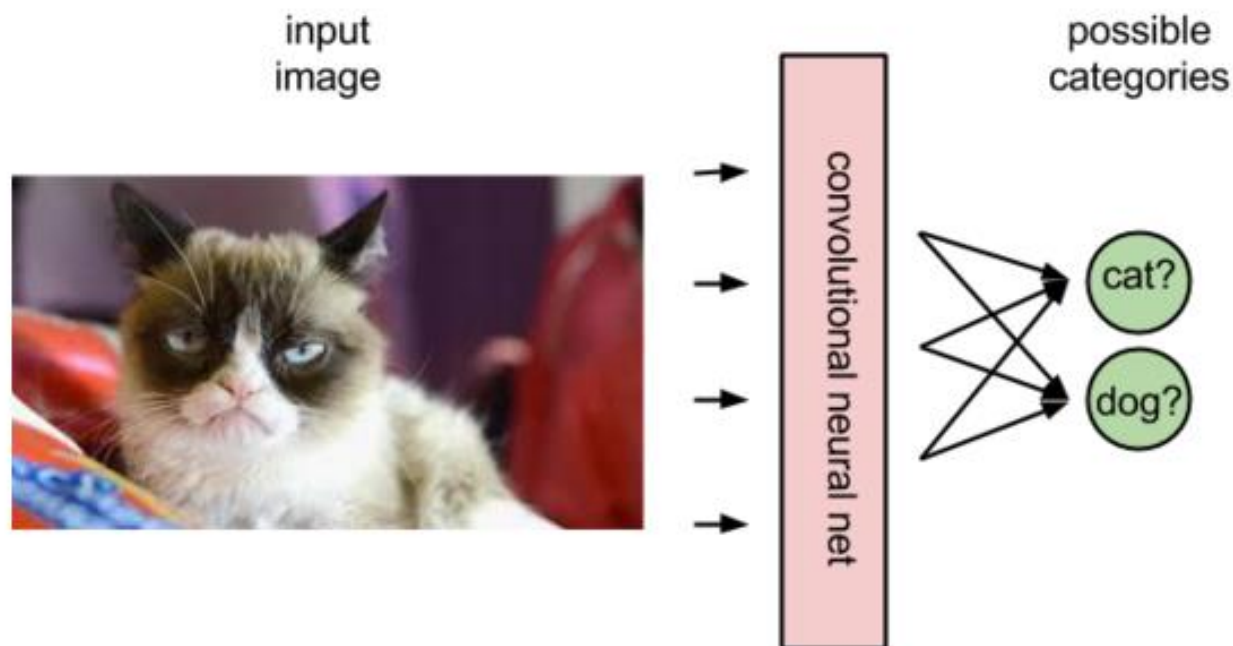 input
image
possible
categories
convolutional neural net
cat?
dog?